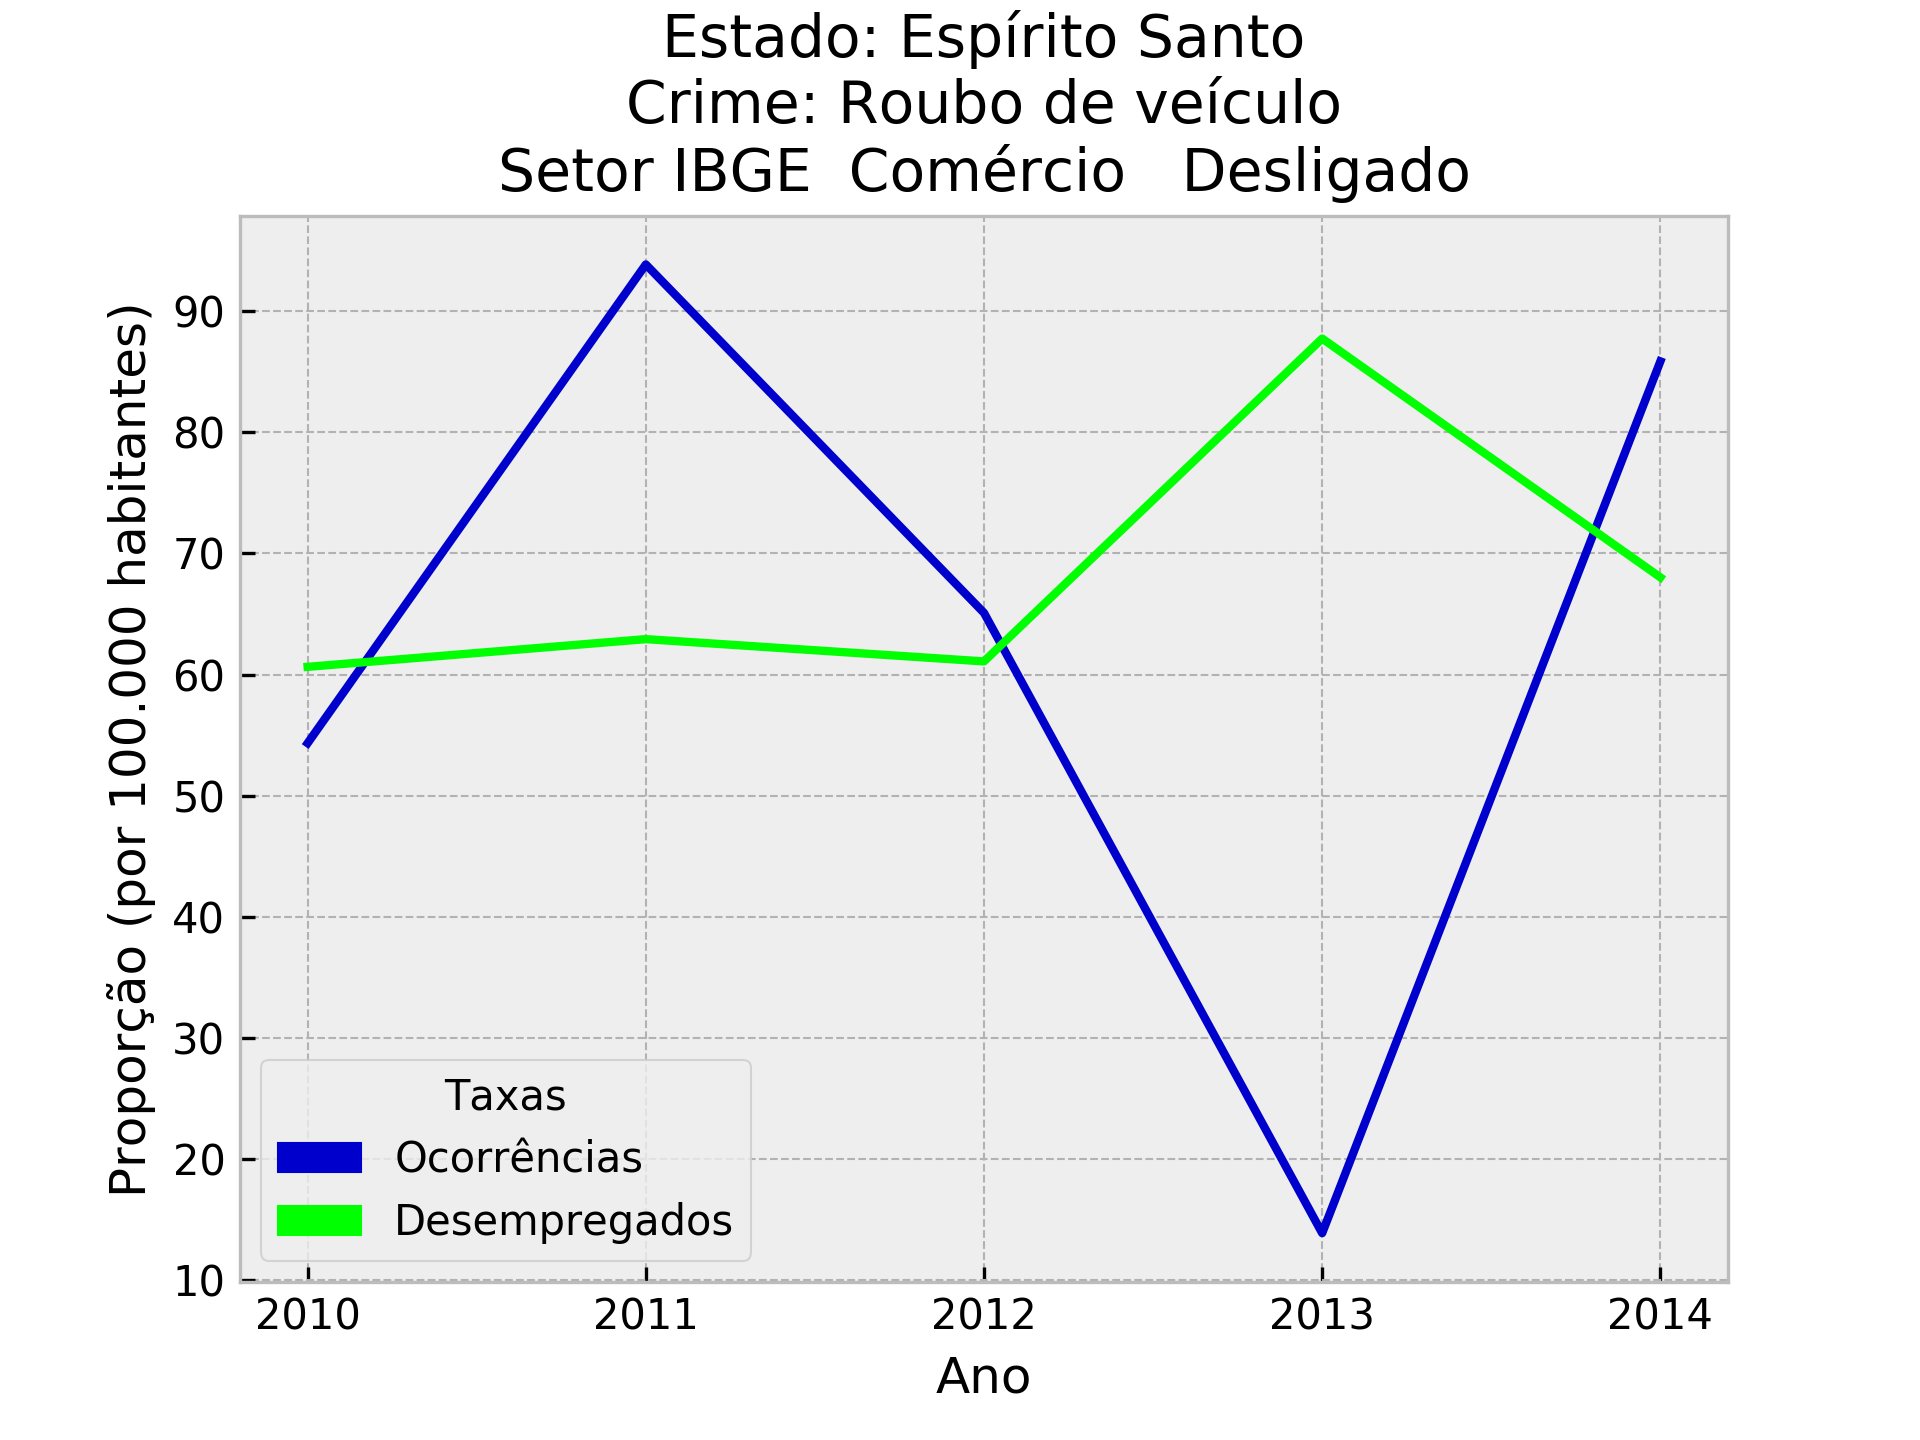 Estado: Espírito Santo
Crime: Roubo de veículo
Setor IBGE  Comércio   Desligado
Proporção (por 100.000 habitantes)
90
80
70
60
50
40
30
20
10
Taxas
Ocorrências
Desempregados
2010 2011 2012 2013 2014
Ano